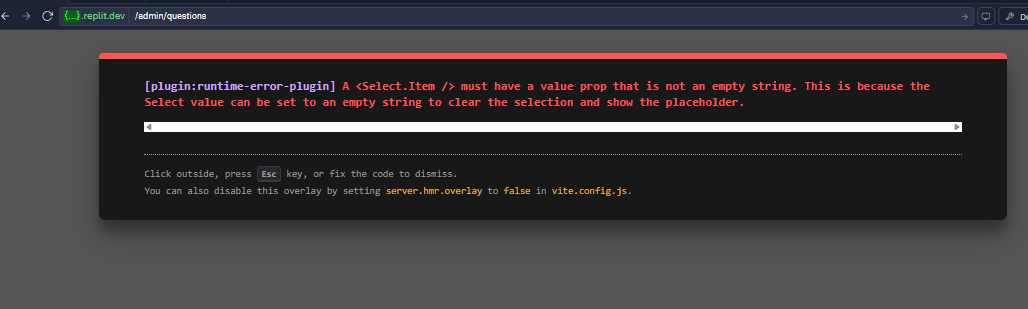 {...}.replit.dev /admin/questions
[plugin:runtime-error-plugin] A <Select.Item /> must have a value prop that is not an empty string. This is because the
Select value can be set to an empty string to clear the selection and show the placeholder.
Click outside, press Esc key, or fix the code to dismiss.
You can also disable this overlay by setting server.hmr.overlay to false in vite.config.js.